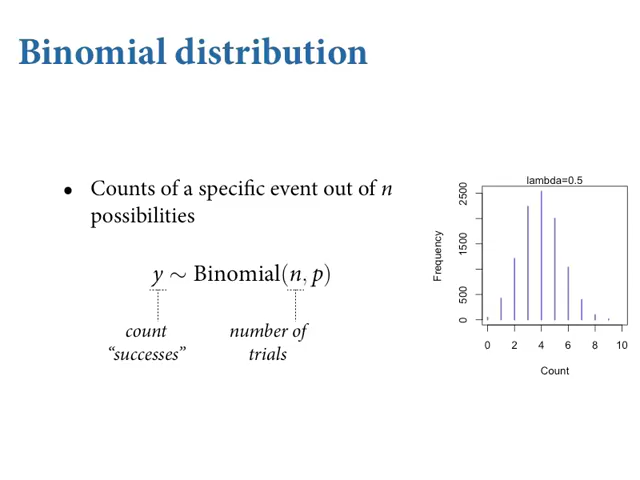 Binomial distribution
• Counts of a specific event out of n
possibilities
y ~ Binomial(n, p)
count
“successes”
number of
trials
lambda=0.5
Frequency
2500
1500
500
0
0 2 4 6 8 10
Count